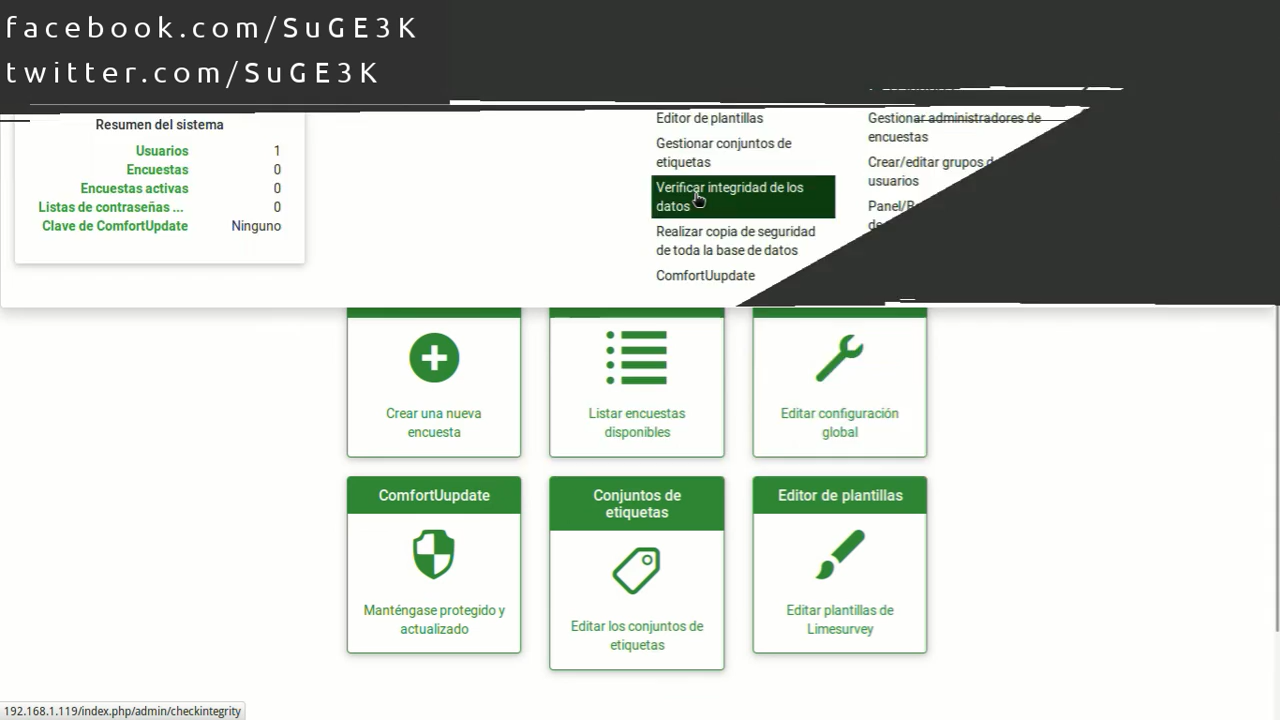 facebook.com/SuGE3K
twitter.com/SuGE3K
Resumen del sistema
Usuarios 1
Encuestas 0
Encuestas activas 0
Listas de contraseñas ... 0
Clave de ComfortUpdate Ninguno
Editor de plantillas
Gestionar conjuntos de
etiquetas
Verificar integridad de los
datos
Realizar copia de seguridad
de toda la base de datos
ComfortUupdate
Gestionar administradores de
encuestas
Crear/editar grupos
usuarios
Crear una nueva
encuesta
Listar encuestas
disponibles
Editar configuración
global
ComfortUupdate
Manténgase protegido y
actualizado
Conjuntos de
etiquetas
Editar los conjuntos de
etiquetas
Editor de plantillas
Editar plantillas de
Limesurvey
192.168.1.119/index.php/admin/checkintegrity